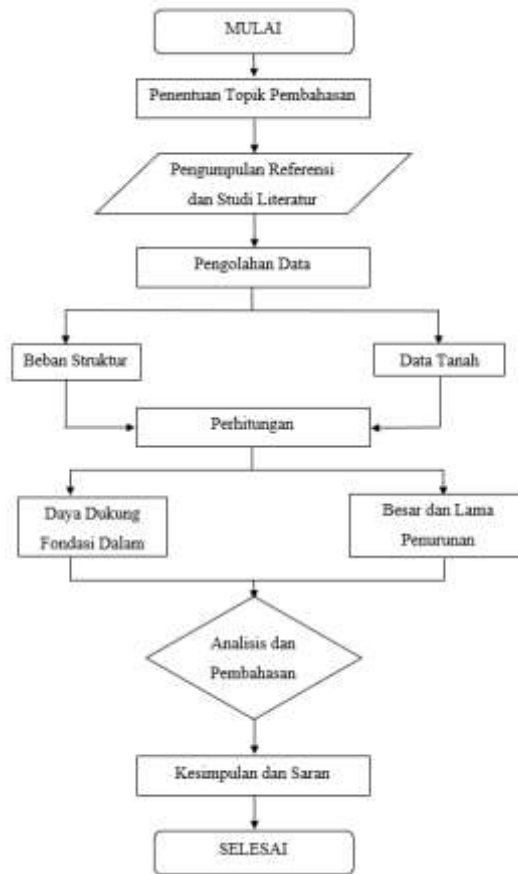 MULAI
Penentuan Topik Pembahasan
Pengumpulan Referensi
dan Studi Literatur
Pengolahan Data
Beban Struktur
Data Tanah
Perhitungan
Daya Dukung
Fondasi Dalam
Besar dan Lama
Penurunan
Analisis dan
Pembahasan
Kesimpulan dan Saran
SELESAI